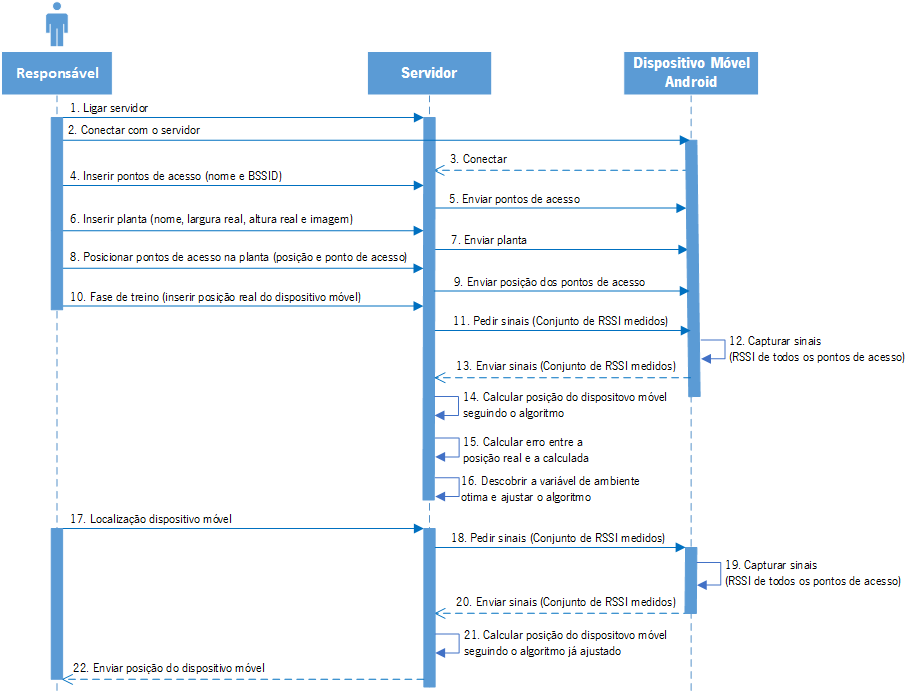 Responsável
Servidor
Dispositivo Móvel
Android
1. Ligar servidor
2. Conectar com o servidor
3. Conectar
4. Inserir pontos de acesso (nome e BSSID)
5. Enviar pontos de acesso
6. Inserir planta (nome, largura real, altura real e imagem)
7. Enviar planta
8. Posicionar pontos de acesso na planta (posição e ponto de acesso)
9. Enviar posição dos pontos de acesso
10. Fase de treino (inserir posição real do dispositivo móvel)
11. Pedir sinais (Conjunto de RSSI medidos)
12. Capturar sinais
(RSSI de todos os pontos de acesso)
13. Enviar sinais (Conjunto de RSSI medidos)
14. Calcular posição do dispositovo móvel
seguindo o algoritmo
15. Calcular erro entre a
posição real e a calculada
16. Descobrir a variável de ambiente
otima e ajustar o algoritmo
17. Localização dispositivo móvel
18. Pedir sinais (Conjunto de RSSI medidos)
19. Capturar sinais
(RSSI de todos os pontos de acesso)
20. Enviar sinais (Conjunto de RSSI medidos)
21. Calcular posição do dispositovo móvel
seguindo o algoritmo já ajustado
22. Enviar posição do dispositivo móvel